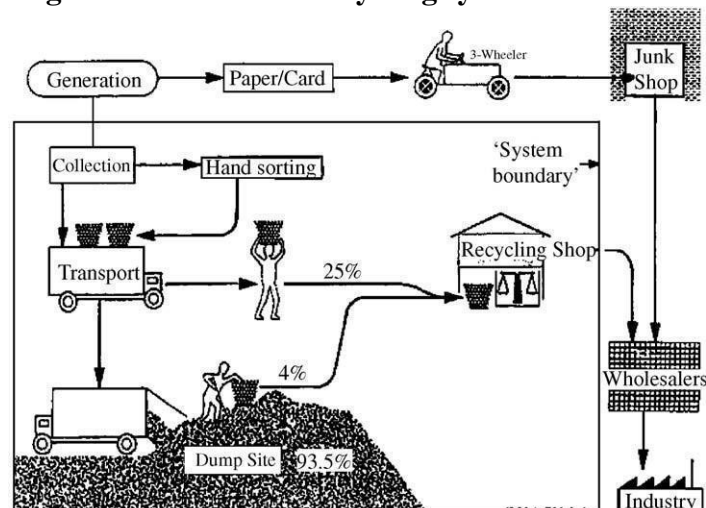 Generation
Paper/Card
3-Wheeler
Junk
Shop
Collection
Hand sorting
'System
boundary'
Transport
25%
Recycling Shop
4%
Wholesalers
Dump Site
93.5%
Industry